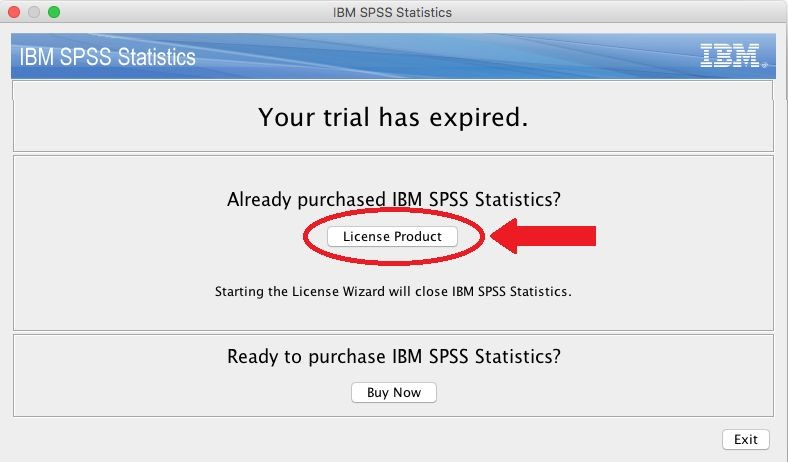 IBM SPSS Statistics
IBM SPSS Statistics
IBM
Your trial has expired.
Already purchased IBM SPSS Statistics?
License Product
Starting the License Wizard will close IBM SPSS Statistics.
Ready to purchase IBM SPSS Statistics?
Buy Now
Exit